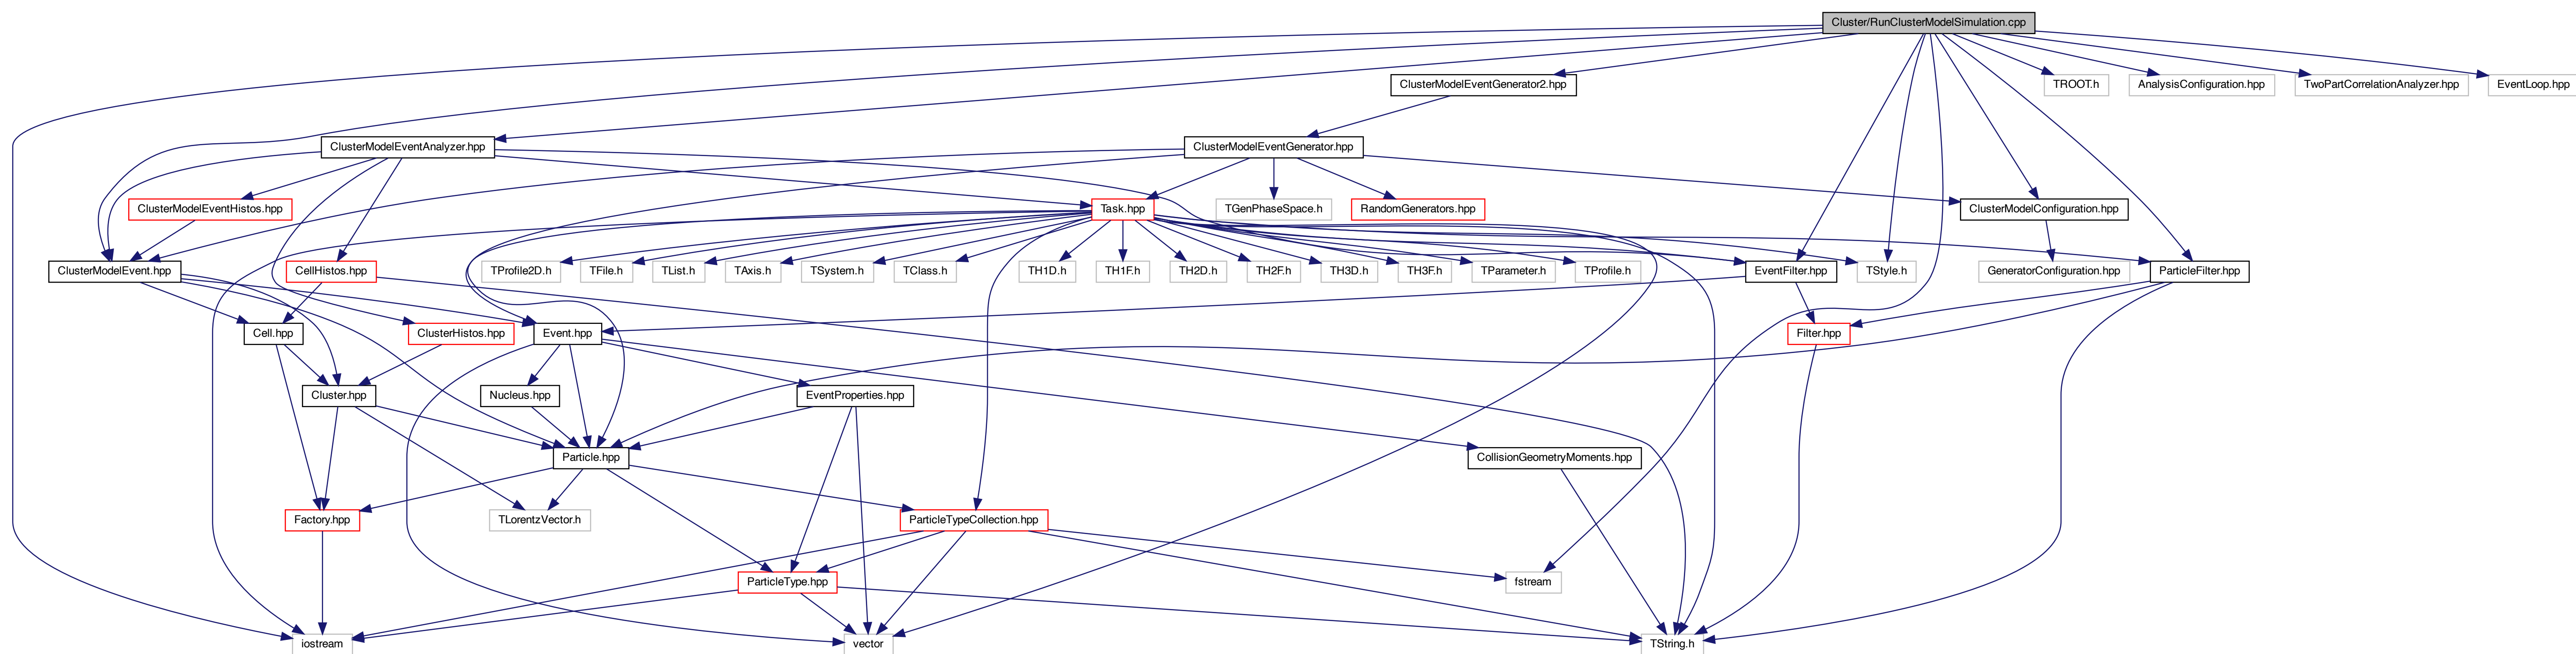 Cluster/RunClusterModelSimulation.cpp
ClusterModelEventGenerator2.hpp
TROOT.h
AnalysisConfiguration.hpp
TwoPartCorrelationAnalyzer.hpp
EventLoop.hpp
ClusterModelEventAnalyzer.hpp
ClusterModelEventGenerator.hpp
ClusterModelEventHistos.hpp
Task.hpp
TGenPhaseSpace.h
RandomGenerators.hpp
ClusterModelConfiguration.hpp
ClusterModelEvent.hpp
CellHistos.hpp
TProfile2D.h
TFile.h
TList.h
TAxis.h
TSystem.h
TClass.h
TH1D.h
TH1F.h
TH2D.h
TH2F.h
TH3D.h
TH3F.h
TParameter.h
TProfile.h
EventFilter.hpp
TStyle.h
GeneratorConfiguration.hpp
ParticleFilter.hpp
Cell.hpp
ClusterHistos.hpp
Event.hpp
Filter.hpp
Cluster.hpp
Nucleus.hpp
EventProperties.hpp
Particle.hpp
CollisionGeometryMoments.hpp
Factory.hpp
TLorentzVector.h
ParticleTypeCollection.hpp
ParticleType.hpp
fstream
iostream
vector
TString.h